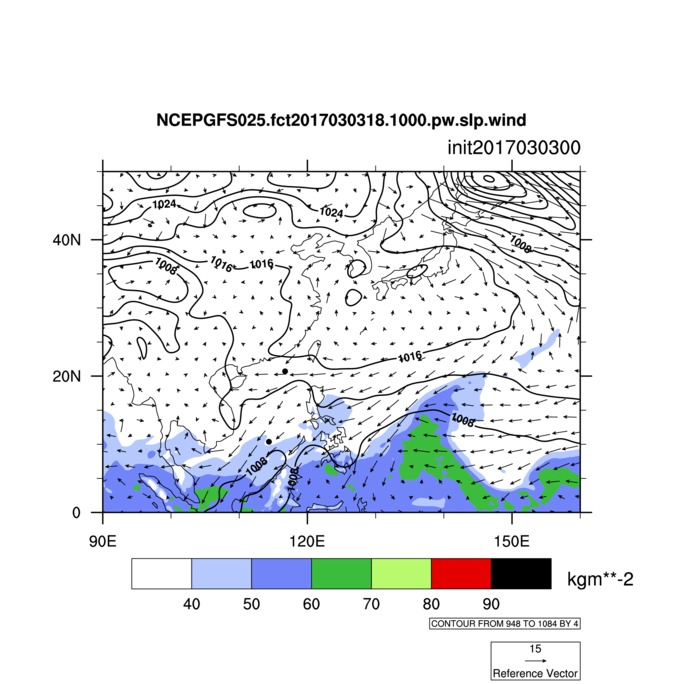 NCEPGFS025.fct2017030318.1000.pw.slp.wind
init2017030300
1024
1024
1008
40N
1008
1016
1016
1016
20N
1008
1008
1008
0
90E 120E 150E
40 50 60 70 80 90
kgm**-2
CONTOUR FROM 948 TO 1084 BY 4
15
Reference Vector